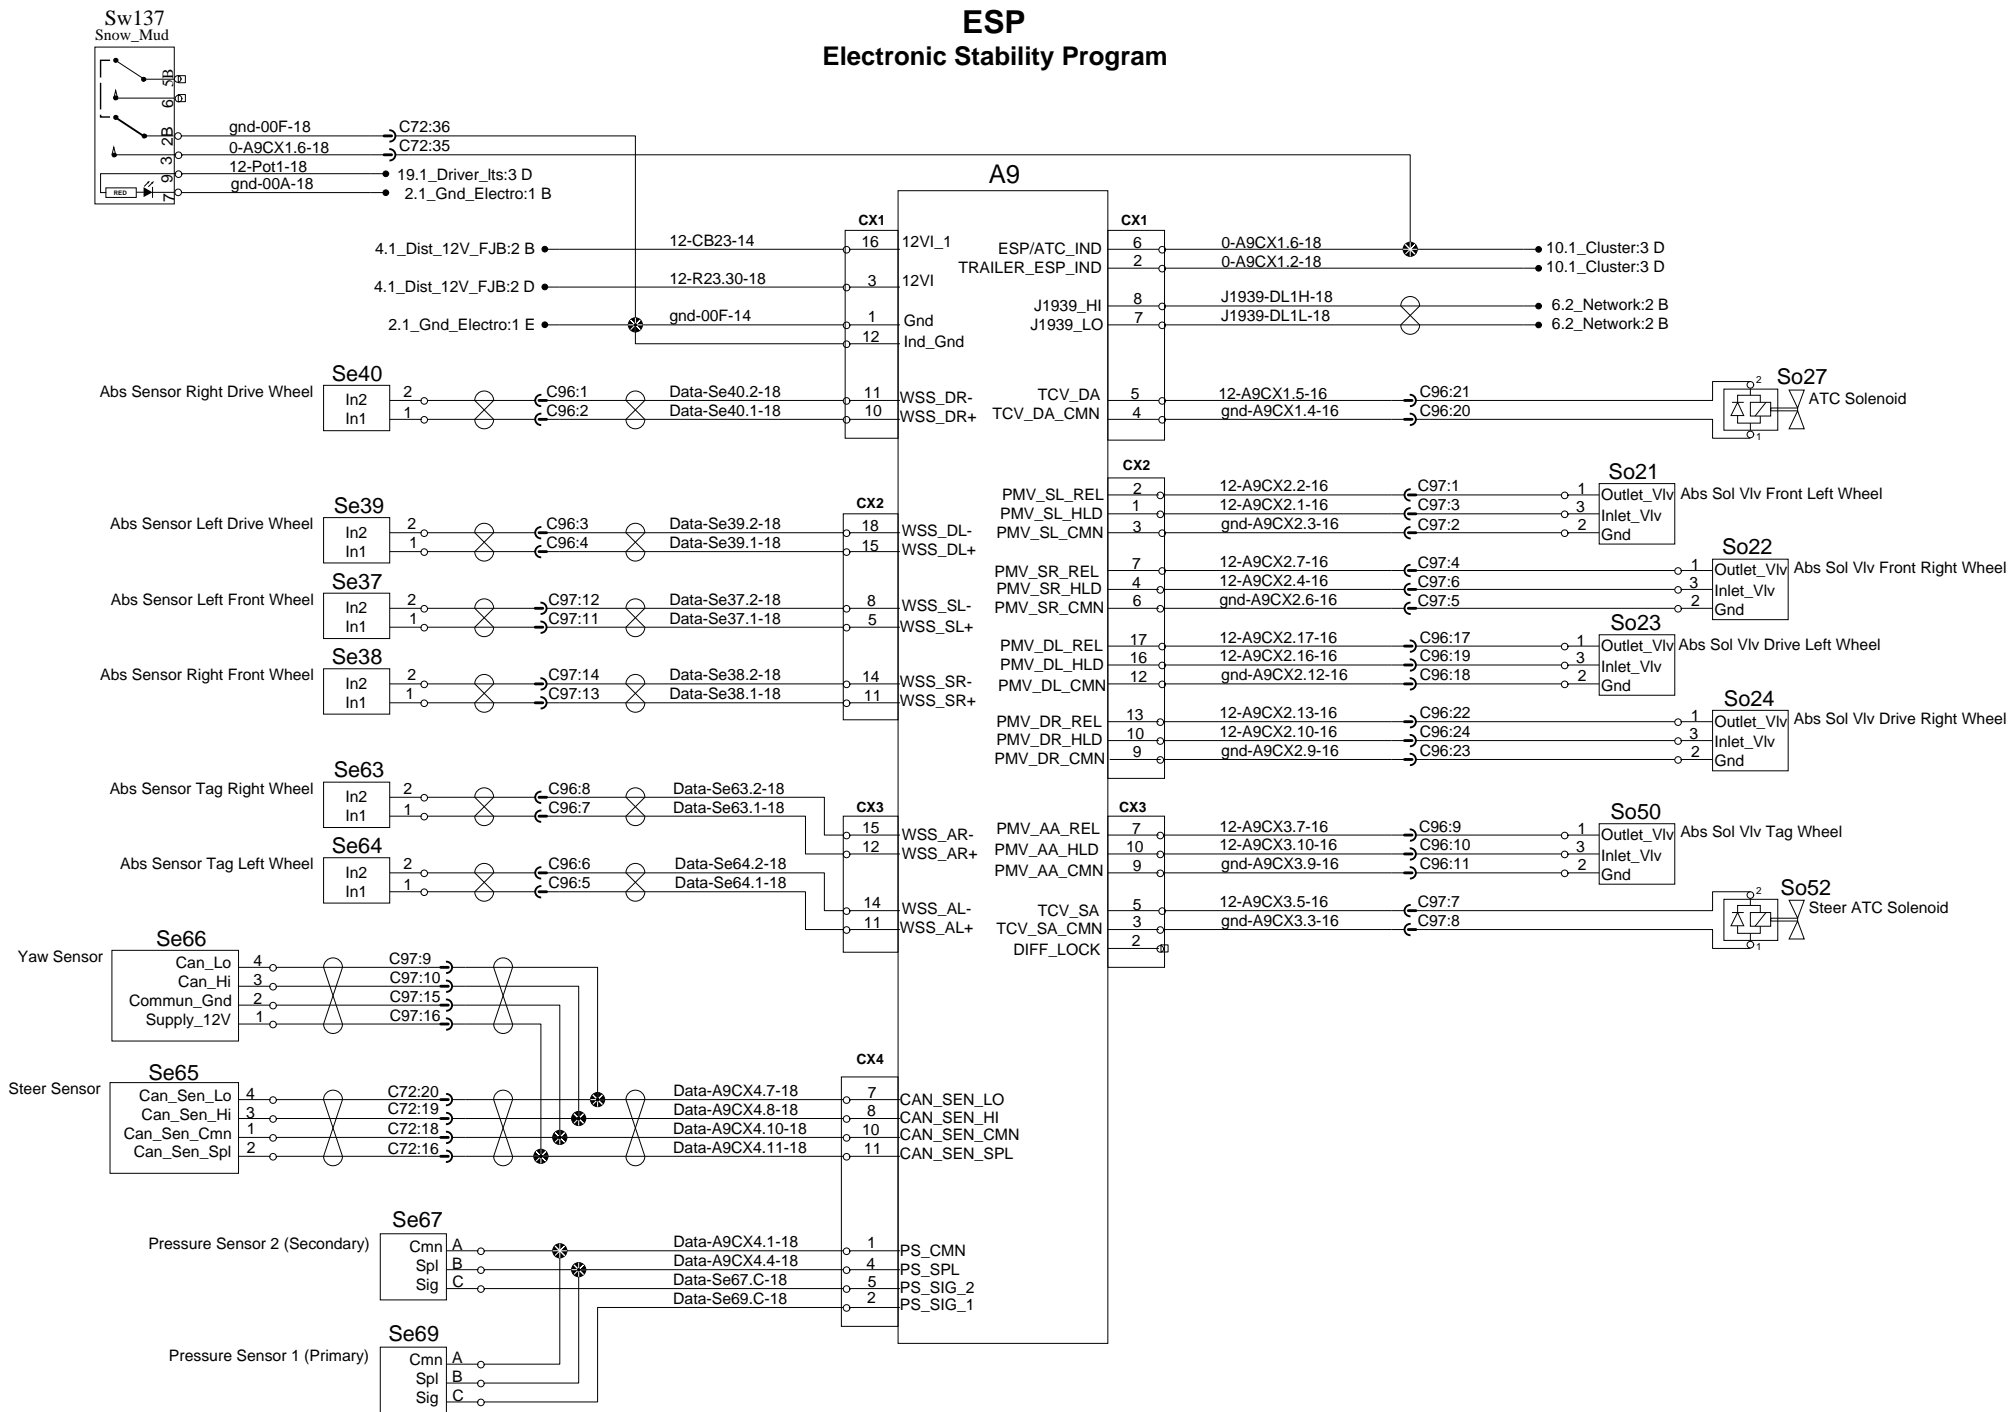 ESP
Electronic Stability Program
Sw137
Snow_Mud
5B
6
2B
3
9
7
RED
gnd-00F-18
C72:36
0-A9CX1.6-18
C72:35
12-Pot1-18
19.1_Driver_lts:3 D
gnd-00A-18
2.1_Gnd_Electro:1 B
A9
CX1
4.1_Dist_12V_FJB:2 B
12-CB23-14
16
12VI_1
4.1_Dist_12V_FJB:2 D
12-R23.30-18
3
12VI
2.1_Gnd_Electro:1 E
gnd-00F-14
1
Gnd
12
Ind_Gnd
Abs Sensor Right Drive Wheel
Se40
In2 2 C96:1 Data-Se40.2-18 11 WSS_DR-
In1 1 C96:2 Data-Se40.1-18 10 WSS_DR+
CX2
Abs Sensor Left Drive Wheel
Se39
In2 2 C96:3 Data-Se39.2-18 18 WSS_DL-
In1 1 C96:4 Data-Se39.1-18 15 WSS_DL+
Abs Sensor Left Front Wheel
Se37
In2 2 C97:12 Data-Se37.2-18 8 WSS_SL-
In1 1 C97:11 Data-Se37.1-18 5 WSS_SL+
Abs Sensor Right Front Wheel
Se38
In2 2 C97:14 Data-Se38.2-18 14 WSS_SR-
In1 1 C97:13 Data-Se38.1-18 11 WSS_SR+
CX3
Abs Sensor Tag Right Wheel
Se63
In2 2 C96:8 Data-Se63.2-18 15 WSS_AR-
In1 1 C96:7 Data-Se63.1-18 12 WSS_AR+
Abs Sensor Tag Left Wheel
Se64
In2 2 C96:6 Data-Se64.2-18 14 WSS_AL-
In1 1 C96:5 Data-Se64.1-18 11 WSS_AL+
Yaw Sensor
Se66
Can_Lo 4 C97:9
Can_Hi 3 C97:10
Commun_Gnd 2 C97:15
Supply_12V 1 C97:16
CX4
Steer Sensor
Se65
Can_Sen_Lo 4 C72:20 Data-A9CX4.7-18 7 CAN_SEN_LO
Can_Sen_Hi 3 C72:19 Data-A9CX4.8-18 8 CAN_SEN_HI
Can_Sen_Cmn 1 C72:18 Data-A9CX4.10-18 10 CAN_SEN_CMN
Can_Sen_Spl 2 C72:16 Data-A9CX4.11-18 11 CAN_SEN_SPL
Pressure Sensor 2 (Secondary)
Se67
Cmn A Data-A9CX4.1-18 1 PS_CMN
Spl B Data-A9CX4.4-18 4 PS_SPL
Sig C Data-Se67.C-18 5 PS_SIG_2
Data-Se69.C-18 2 PS_SIG_1
Pressure Sensor 1 (Primary)
Se69
Cmn A
Spl B
Sig C
CX1
ESP/ATC_IND 6 0-A9CX1.6-18 10.1_Cluster:3 D
TRAILER_ESP_IND 2 0-A9CX1.2-18 10.1_Cluster:3 D
J1939_HI 8 J1939-DL1H-18 6.2_Network:2 B
J1939_LO 7 J1939-DL1L-18 6.2_Network:2 B
TCV_DA 5 12-A9CX1.5-16 C96:21 2
TCV_DA_CMN 4 gnd-A9CX1.4-16 C96:20 1
So27
ATC Solenoid
CX2
So21
PMV_SL_REL 2 12-A9CX2.2-16 C97:1 1 Outlet_Vlv Abs Sol Vlv Front Left Wheel
PMV_SL_HLD 1 12-A9CX2.1-16 C97:3 3 Inlet_Vlv
PMV_SL_CMN 3 gnd-A9CX2.3-16 C97:2 2 Gnd
So22
PMV_SR_REL 7 12-A9CX2.7-16 C97:4 1 Outlet_Vlv Abs Sol Vlv Front Right Wheel
PMV_SR_HLD 4 12-A9CX2.4-16 C97:6 3 Inlet_Vlv
PMV_SR_CMN 6 gnd-A9CX2.6-16 C97:5 2 Gnd
So23
PMV_DL_REL 17 12-A9CX2.17-16 C96:17 1 Outlet_Vlv Abs Sol Vlv Drive Left Wheel
PMV_DL_HLD 16 12-A9CX2.16-16 C96:19 3 Inlet_Vlv
PMV_DL_CMN 12 gnd-A9CX2.12-16 C96:18 2 Gnd
So24
PMV_DR_REL 13 12-A9CX2.13-16 C96:22 1 Outlet_Vlv Abs Sol Vlv Drive Right Wheel
PMV_DR_HLD 10 12-A9CX2.10-16 C96:24 3 Inlet_Vlv
PMV_DR_CMN 9 gnd-A9CX2.9-16 C96:23 2 Gnd
CX3
So50
PMV_AA_REL 7 12-A9CX3.7-16 C96:9 1 Outlet_Vlv Abs Sol Vlv Tag Wheel
PMV_AA_HLD 10 12-A9CX3.10-16 C96:10 3 Inlet_Vlv
PMV_AA_CMN 9 gnd-A9CX3.9-16 C96:11 2 Gnd
So52
TCV_SA 5 12-A9CX3.5-16 C97:7 2 Steer ATC Solenoid
TCV_SA_CMN 3 gnd-A9CX3.3-16 C97:8 1
DIFF_LOCK 2